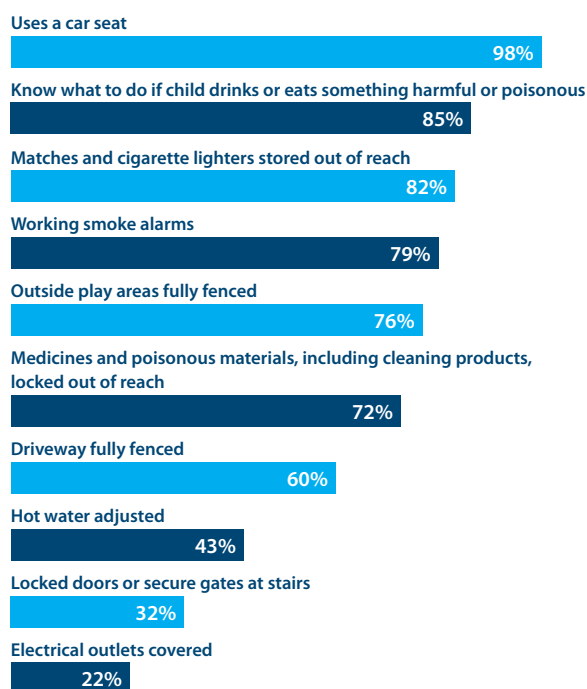 Uses a car seat
98%
Know what to do if child drinks or eats something harmful or poisonous
85%
Matches and cigarette lighters stored out of reach
82%
Working smoke alarms
79%
Outside play areas fully fenced
76%
Medicines and poisonous materials, including cleaning products,
locked out of reach
72%
Driveway fully fenced
60%
Hot water adjusted
43%
Locked doors or secure gates at stairs
32%
Electrical outlets covered
22%